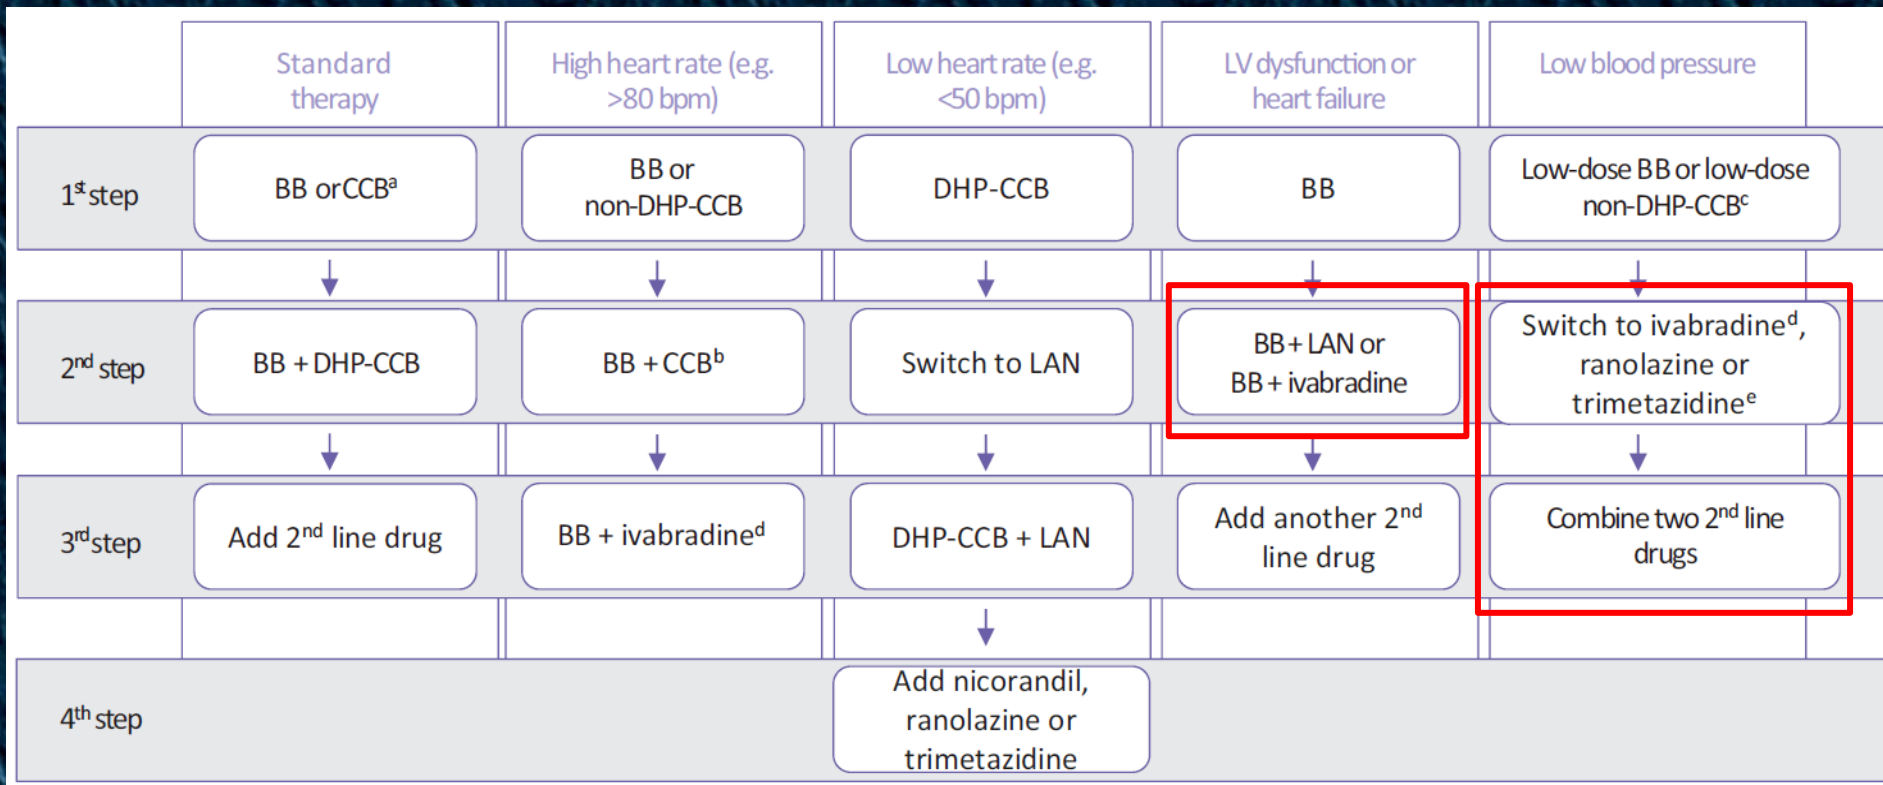 Standard
therapy
High heart rate (e.g.
>80 bpm)
Low heart rate (e.g.
<50 bpm)
LV dysfunction or
heart failure
Low blood pressure
1st step
BB or CCBa
BB or
non-DHP-CCB
DHP-CCB
BB
Low-dose BB or low-dose
non-DHP-CCBc
2nd step
BB + DHP-CCB
BB + CCBb
Switch to LAN
BB + LAN or
BB + ivabradine
Switch to ivabradined,
ranolazine or
trimetazidinee
3rd step
Add 2nd line drug
BB + ivabradined
DHP-CCB + LAN
Add another 2nd
line drug
Combine two 2nd line
drugs
4th step
Add nicorandil,
ranolazine or
trimetazidine